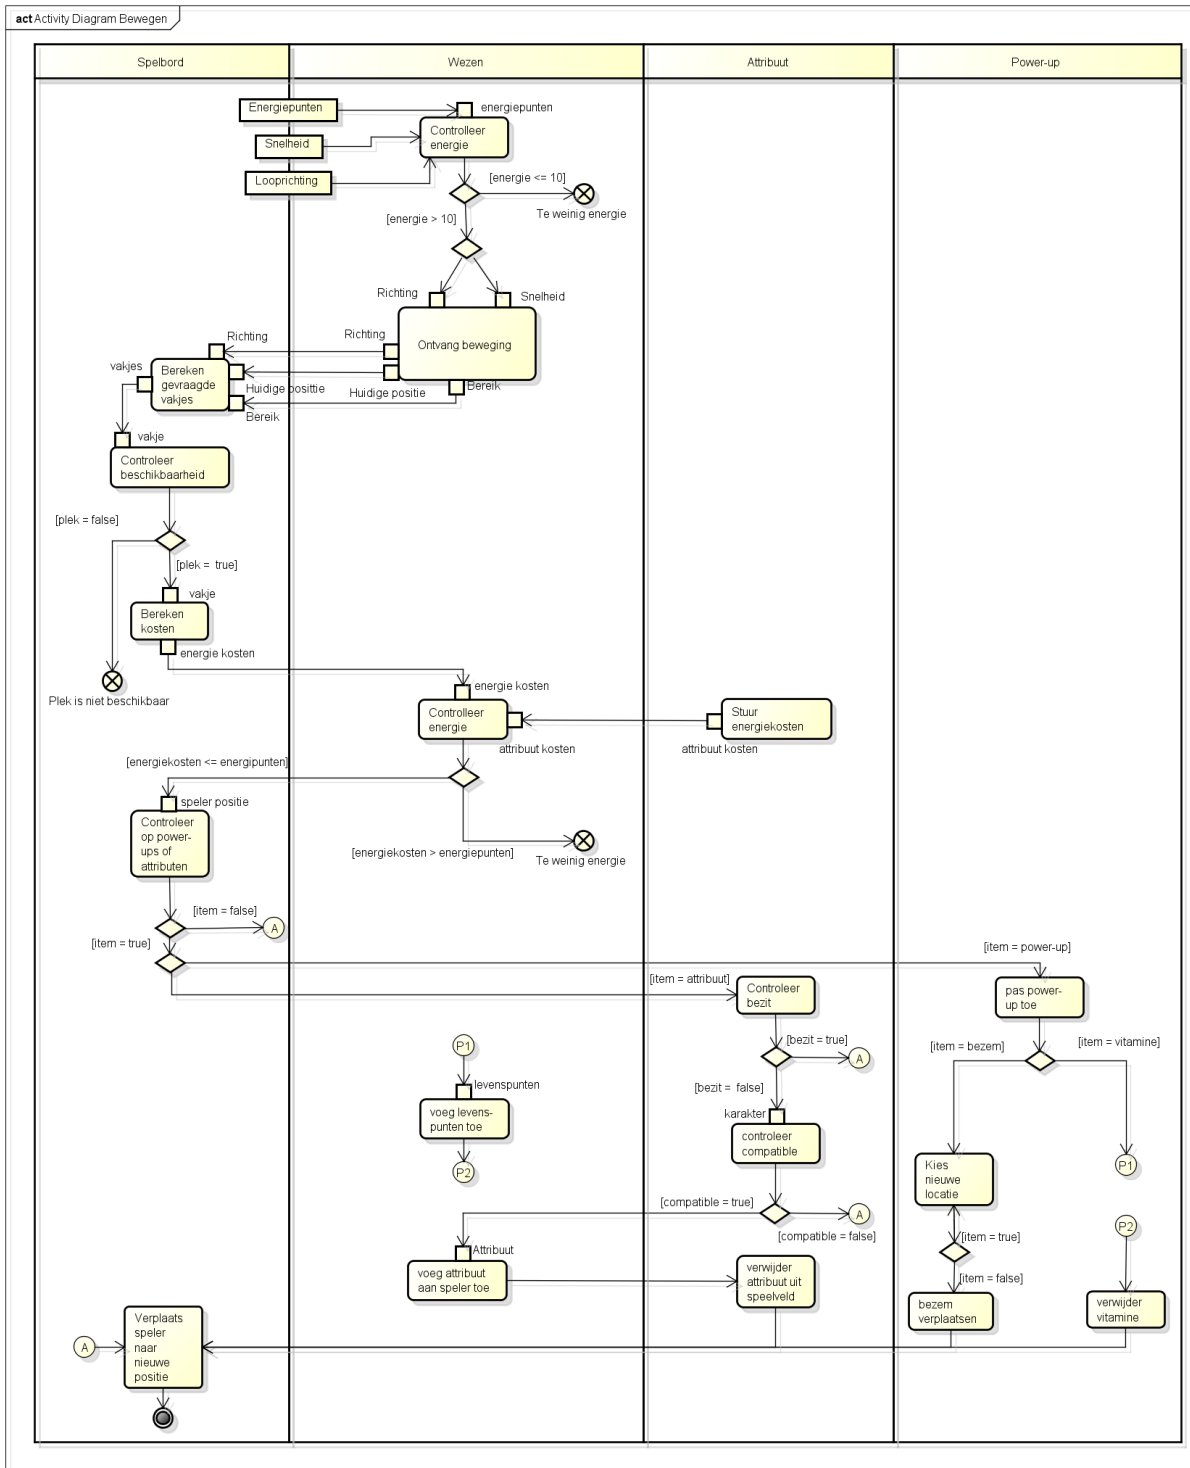 act Activity Diagram Bewegen
Spelbord
Wezen
Attribuut
Power-up
Energiepunten
energiepunten
Controlleer
energie
Snelheid
Looprichting
[energie <= 10]
Te weinig energie
[energie > 10]
Richting
Snelheid
Ontvang beweging
Richting
Richting
vakjes
Bereken
gevraagde
vakjes
Huidige posittie
Huidige positie
Bereik
Bereik
vakje
Controleer
beschikbaarheid
[plek = false]
[plek = true]
vakje
Bereken
kosten
energie kosten
Plek is niet beschikbaar
energie kosten
Controlleer
energie
attribuut kosten
Stuur
energiekosten
attribuut kosten
[energiekosten <= energipunten]
speler positie
Controleer
op power-
ups of
attributen
[energiekosten > energiepunten]
Te weinig energie
[item = false]
A
[item = true]
[item = power-up]
[item = attribuut]
Controleer
bezit
pas power-
up toe
[bezit = true]
A
[item = bezem]
[item = vitamine]
P1
levenspunten
voeg levens-
punten toe
P2
[bezit = false]
karakter
controleer
compatible
Kies
nieuwe
locatie
P1
[compatible = true]
A
[compatible = false]
P2
[item = true]
Attribuut
voeg attribuut
aan speler toe
verwijder
attribuut uit
speelveld
[item = false]
bezem
verplaatsen
verwijder
vitamine
A
Verplaats
speler
naar
nieuwe
positie